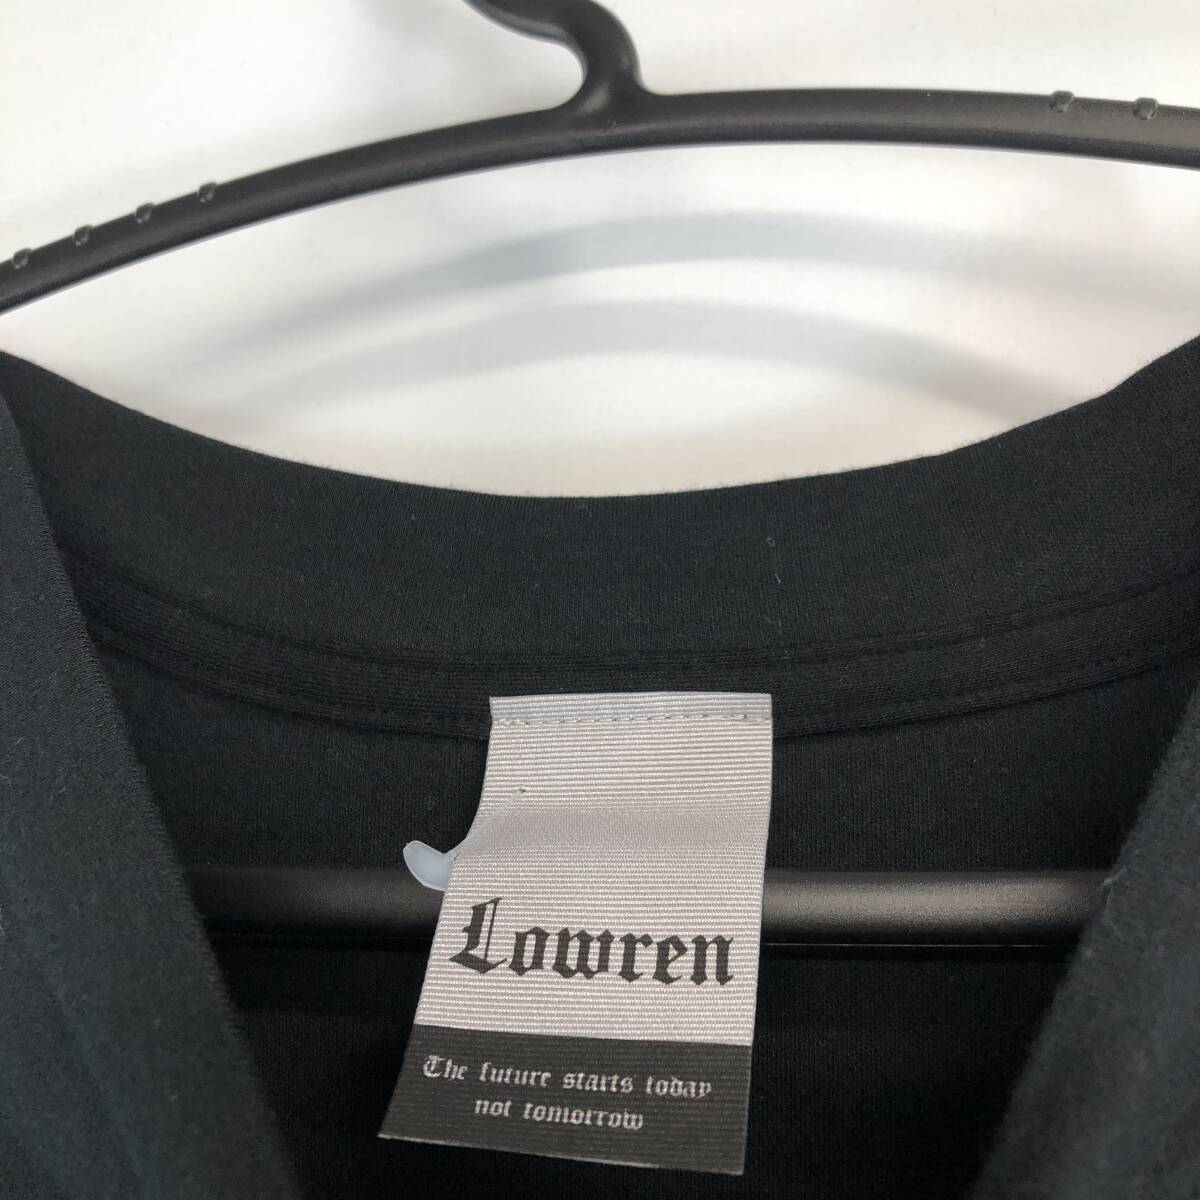 Lowren
The future starts today
not tomorrow